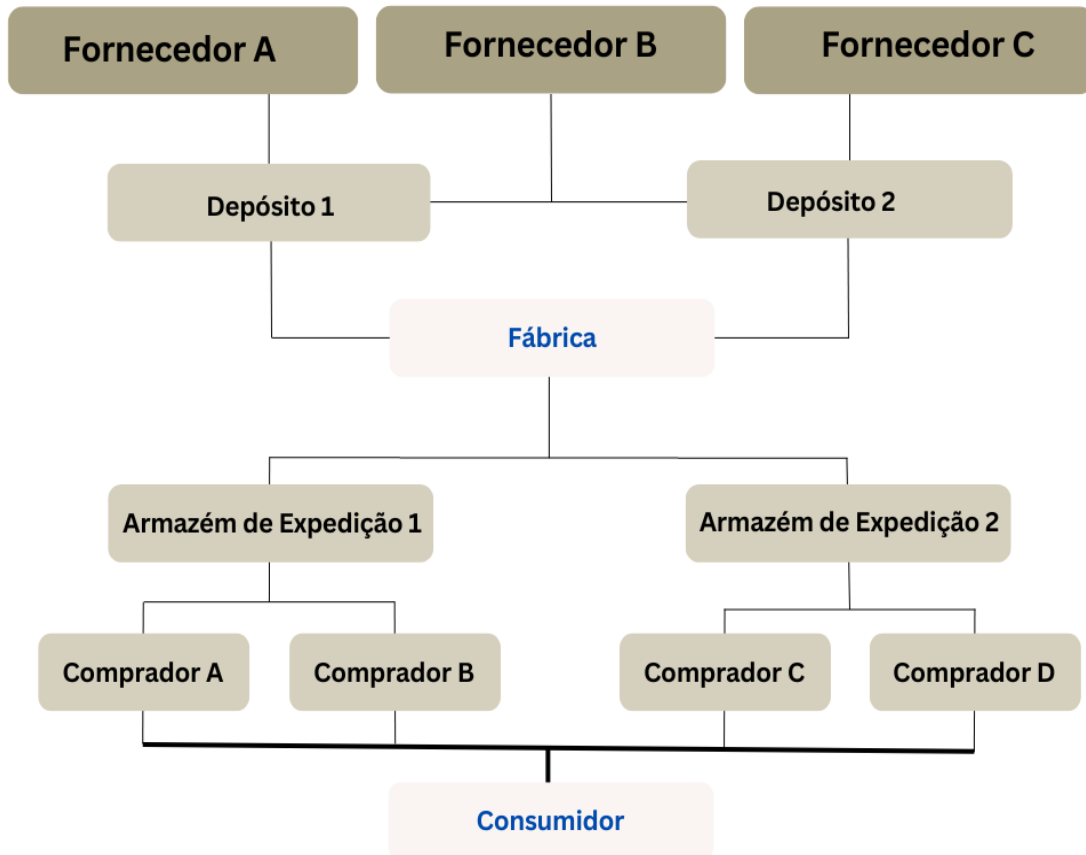 Fornecedor A
Fornecedor B
Fornecedor C
Depósito 1
Depósito 2
Fábrica
Armazém de Expedição 1
Armazém de Expedição 2
Comprador A
Comprador B
Comprador C
Comprador D
Consumidor